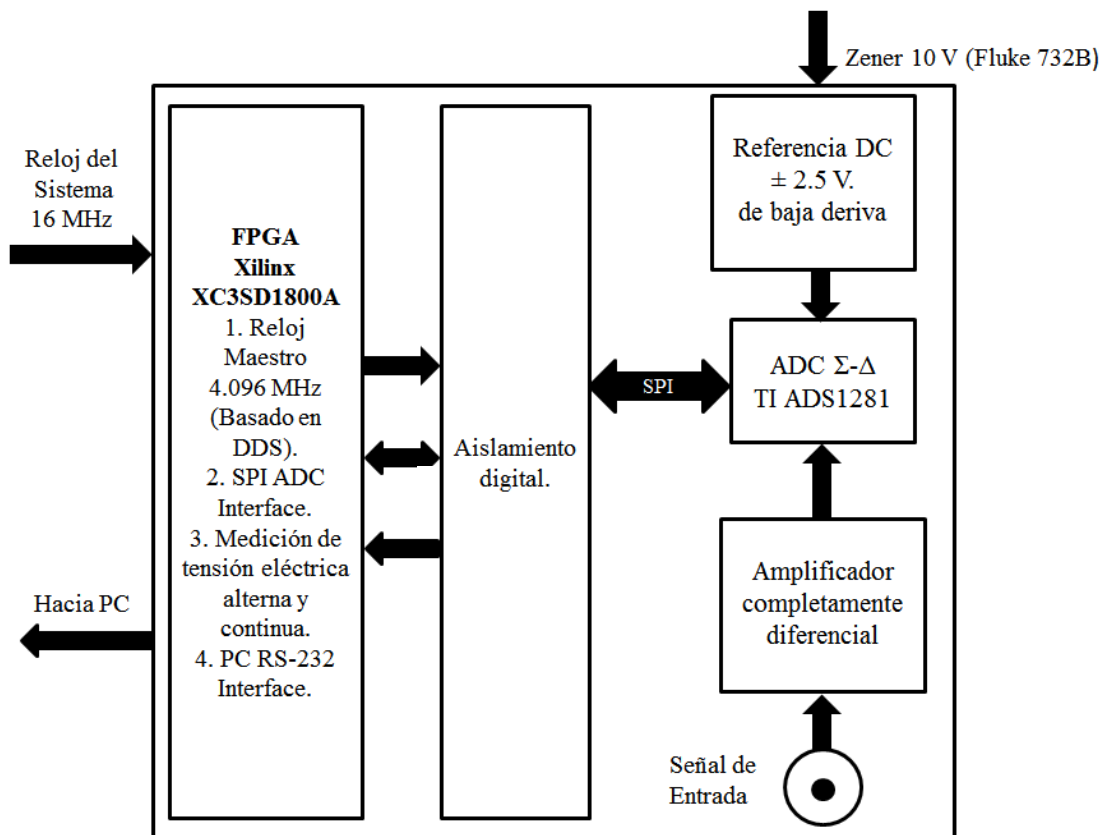 Zener 10 V (Fluke 732B)
Reloj del
Sistema
16 MHz
FPGA
Xilinx
XC3SD1800A
1. Reloj
Maestro
4.096 MHz
(Basado en
DDS).
2. SPI ADC
Interface.
3. Medición de
tensión eléctrica
alterna y
continua.
4. PC RS-232
Interface.
Hacia PC
Aislamiento
digital.
SPI
Referencia DC
± 2.5 V.
de baja deriva
ADC Σ-Δ
TI ADS1281
Amplificador
completamente
diferencial
Señal de
Entrada